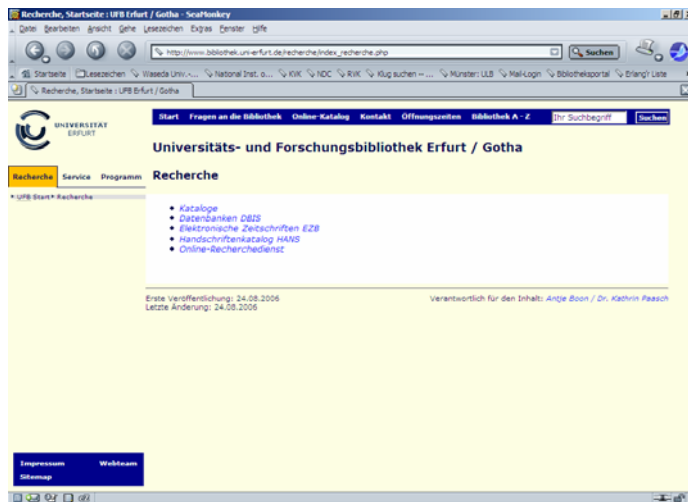 Recherche, Startseite : UFB Erfurt / Gotha - SeaMonkey
Datei Bearbeiten Ansicht Gehe Lesezeichen Extras Fenster Hilfe
http://www.bibliothek.uni-erfurt.de/recherche/index_recherche.php
Suchen
Startseite Lesezeichen Waseda Univ.-... National Inst. o... KVK NDC RVK Klug suchen -- ... Münster: ULB Mail-Login Bibliotheksportal Erlang'r Liste
Recherche, Startseite : UFB Erfurt / Gotha
UNIVERSITÄT
ERFURT
Start Fragen an die Bibliothek Online-Katalog Kontakt Öffnungszeiten Bibliothek A - Z Ihr Suchbegriff Suchen
Universitäts- und Forschungsbibliothek Erfurt / Gotha
Recherche Service Programm
Recherche
UFB Start Recherche
Kataloge
Datenbanken DBIS
Elektronische Zeitschriften EZB
Handschriftenkatalog HANS
Online-Recherchedienst
Erste Veröffentlichung: 24.08.2006
Letzte Änderung: 24.08.2006
Verantwortlich für den Inhalt: Antje Boon / Dr. Kathrin Paasch
Impressum Webteam
Sitemap